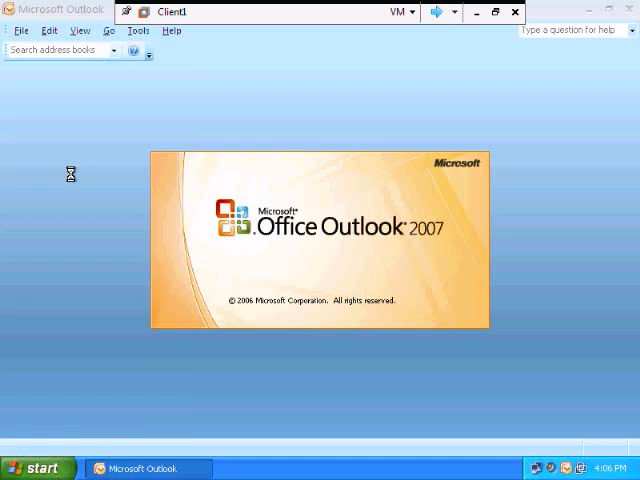 Microsoft Outlook
Client1
VM
File Edit View Go Tools Help
Type a question for help
Search address books
Microsoft
Microsoft®
Office Outlook® 2007
© 2006 Microsoft Corporation. All rights reserved.
start
Microsoft Outlook
4:06 PM